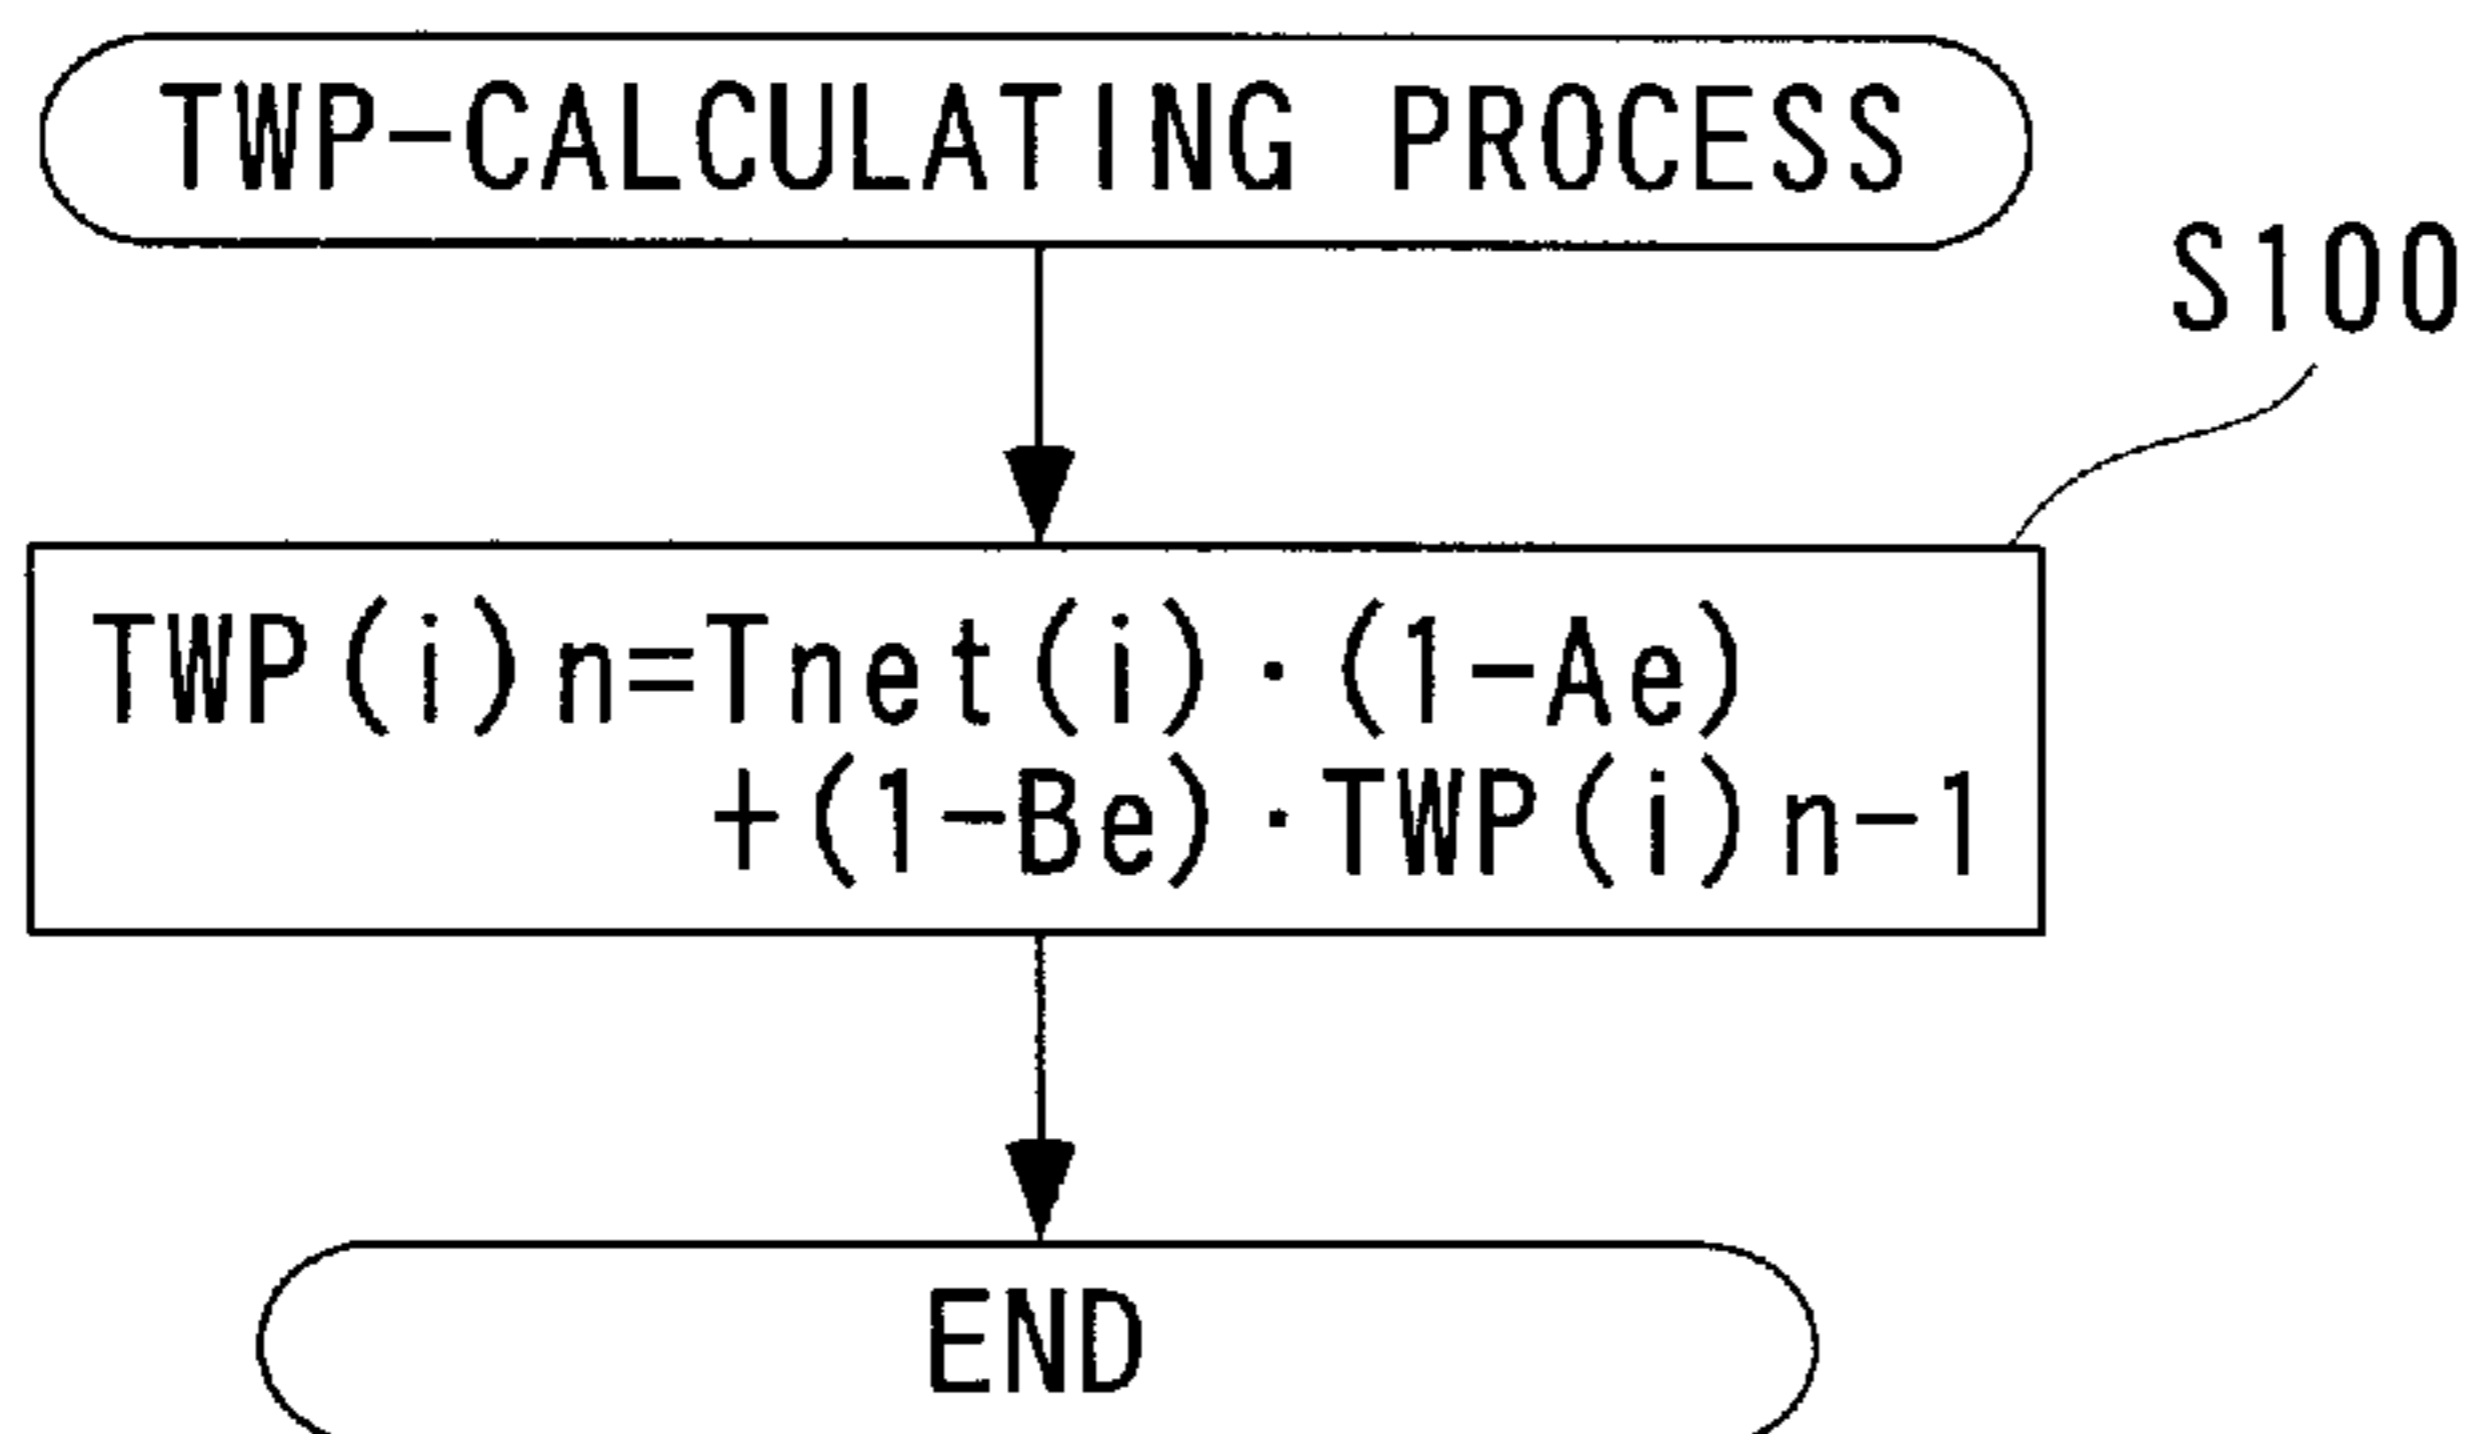 TWP-CALCULATING PROCESS
S100
TWP(i)n=Tnet(i)·(1-Ae)
+(1-Be)·TWP(i)n-1
END